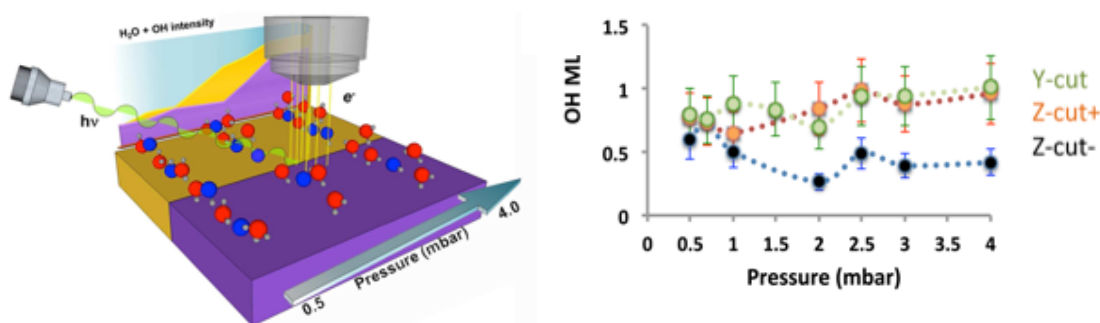 H₂O + OH intensity
hν
e⁻
0.5
Pressure (mbar)
4.0
OH ML
1.5
1
0.5
0
0 0.5 1 1.5 2 2.5 3 3.5 4
Pressure (mbar)
Y-cut
Z-cut+
Z-cut-